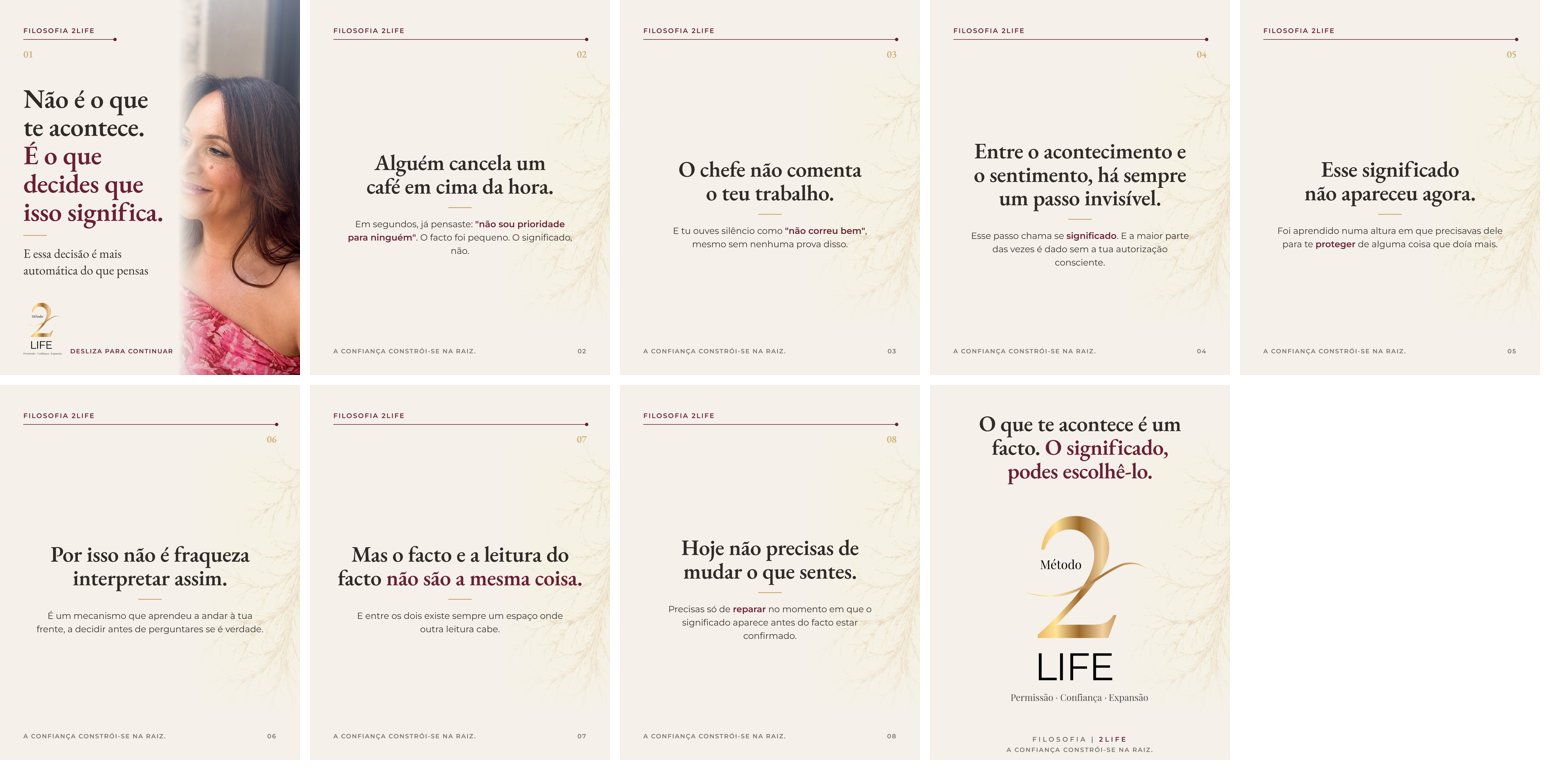 FILOSOFIA 2LIFE
01
Não é o que
te acontece.
É o que
decides que
isso significa.
E essa decisão é mais
automática do que pensas
Método
2
LIFE
Permissão · Confiança · Expansão
DESLIZA PARA CONTINUAR
FILOSOFIA 2LIFE
02
Alguém cancela um
café em cima da hora.
Em segundos, já pensaste: "não sou prioridade
para ninguém". O facto foi pequeno. O significado,
não.
A CONFIANÇA CONSTRÓI-SE NA RAIZ.
02
FILOSOFIA 2LIFE
03
O chefe não comenta
o teu trabalho.
E tu ouves silêncio como "não correu bem",
mesmo sem nenhuma prova disso.
A CONFIANÇA CONSTRÓI-SE NA RAIZ.
03
FILOSOFIA 2LIFE
04
Entre o acontecimento e
o sentimento, há sempre
um passo invisível.
Esse passo chama se significado. E a maior parte
das vezes é dado sem a tua autorização
consciente.
A CONFIANÇA CONSTRÓI-SE NA RAIZ.
04
FILOSOFIA 2LIFE
05
Esse significado
não apareceu agora.
Foi aprendido numa altura em que precisavas dele
para te proteger de alguma coisa que doía mais.
A CONFIANÇA CONSTRÓI-SE NA RAIZ.
05
FILOSOFIA 2LIFE
06
Por isso não é fraqueza
interpretar assim.
É um mecanismo que aprendeu a andar à tua
frente, a decidir antes de perguntares se é verdade.
A CONFIANÇA CONSTRÓI-SE NA RAIZ.
06
FILOSOFIA 2LIFE
07
Mas o facto e a leitura do
facto não são a mesma coisa.
E entre os dois existe sempre um espaço onde
outra leitura cabe.
A CONFIANÇA CONSTRÓI-SE NA RAIZ.
07
FILOSOFIA 2LIFE
08
Hoje não precisas de
mudar o que sentes.
Precisas só de reparar no momento em que o
significado aparece antes do facto estar
confirmado.
A CONFIANÇA CONSTRÓI-SE NA RAIZ.
08
O que te acontece é um
facto. O significado,
podes escolhê-lo.
Método
2
LIFE
Permissão · Confiança · Expansão
FILOSOFIA | 2LIFE
A CONFIANÇA CONSTRÓI-SE NA RAIZ.